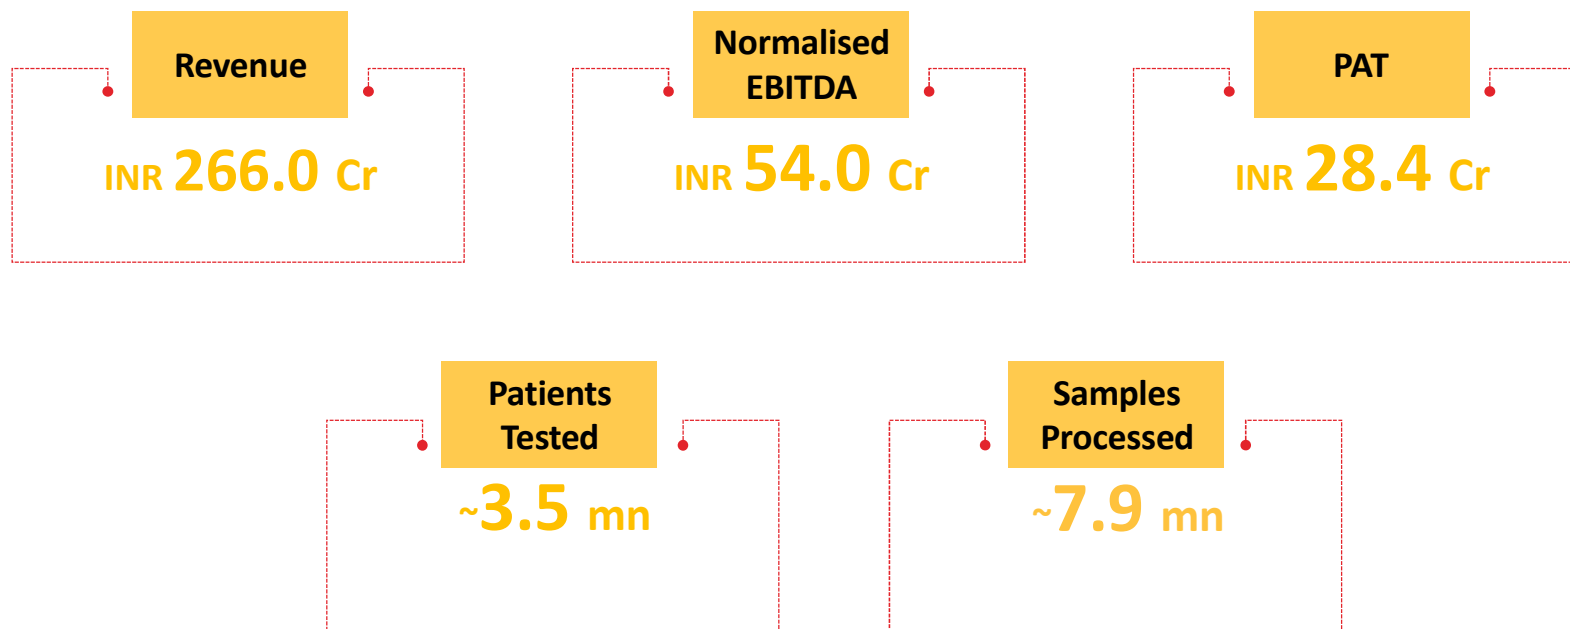 Revenue
INR 266.0 Cr
Normalised
EBITDA
INR 54.0 Cr
PAT
INR 28.4 Cr
Patients
Tested
~3.5 mn
Samples
Processed
~7.9 mn